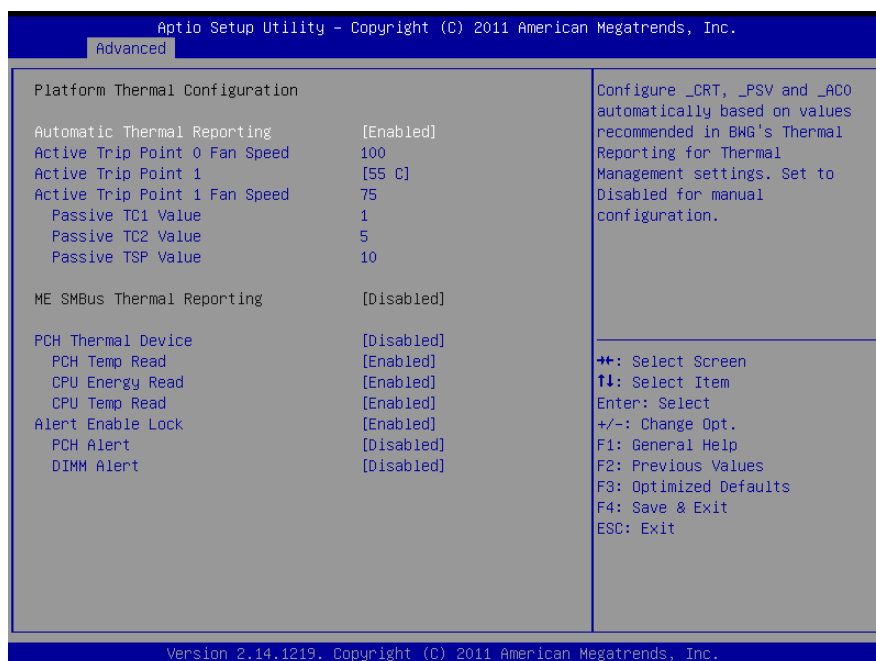 Aptio Setup Utility – Copyright (C) 2011 American Megatrends, Inc.
Advanced
Platform Thermal Configuration
Automatic Thermal Reporting [Enabled]
Active Trip Point 0 Fan Speed 100
Active Trip Point 1 [55 C]
Active Trip Point 1 Fan Speed 75
Passive TC1 Value 1
Passive TC2 Value 5
Passive TSP Value 10
ME SMBus Thermal Reporting [Disabled]
PCH Thermal Device [Disabled]
PCH Temp Read [Enabled]
CPU Energy Read [Enabled]
CPU Temp Read [Enabled]
Alert Enable Lock [Enabled]
PCH Alert [Disabled]
DIMM Alert [Disabled]
Configure _CRT, _PSV and _AC0
automatically based on values
recommended in BWG's Thermal
Reporting for Thermal
Management settings. Set to
Disabled for manual
configuration.
→←: Select Screen
↑↓: Select Item
Enter: Select
+/-: Change Opt.
F1: General Help
F2: Previous Values
F3: Optimized Defaults
F4: Save & Exit
ESC: Exit
Version 2.14.1219. Copyright (C) 2011 American Megatrends, Inc.